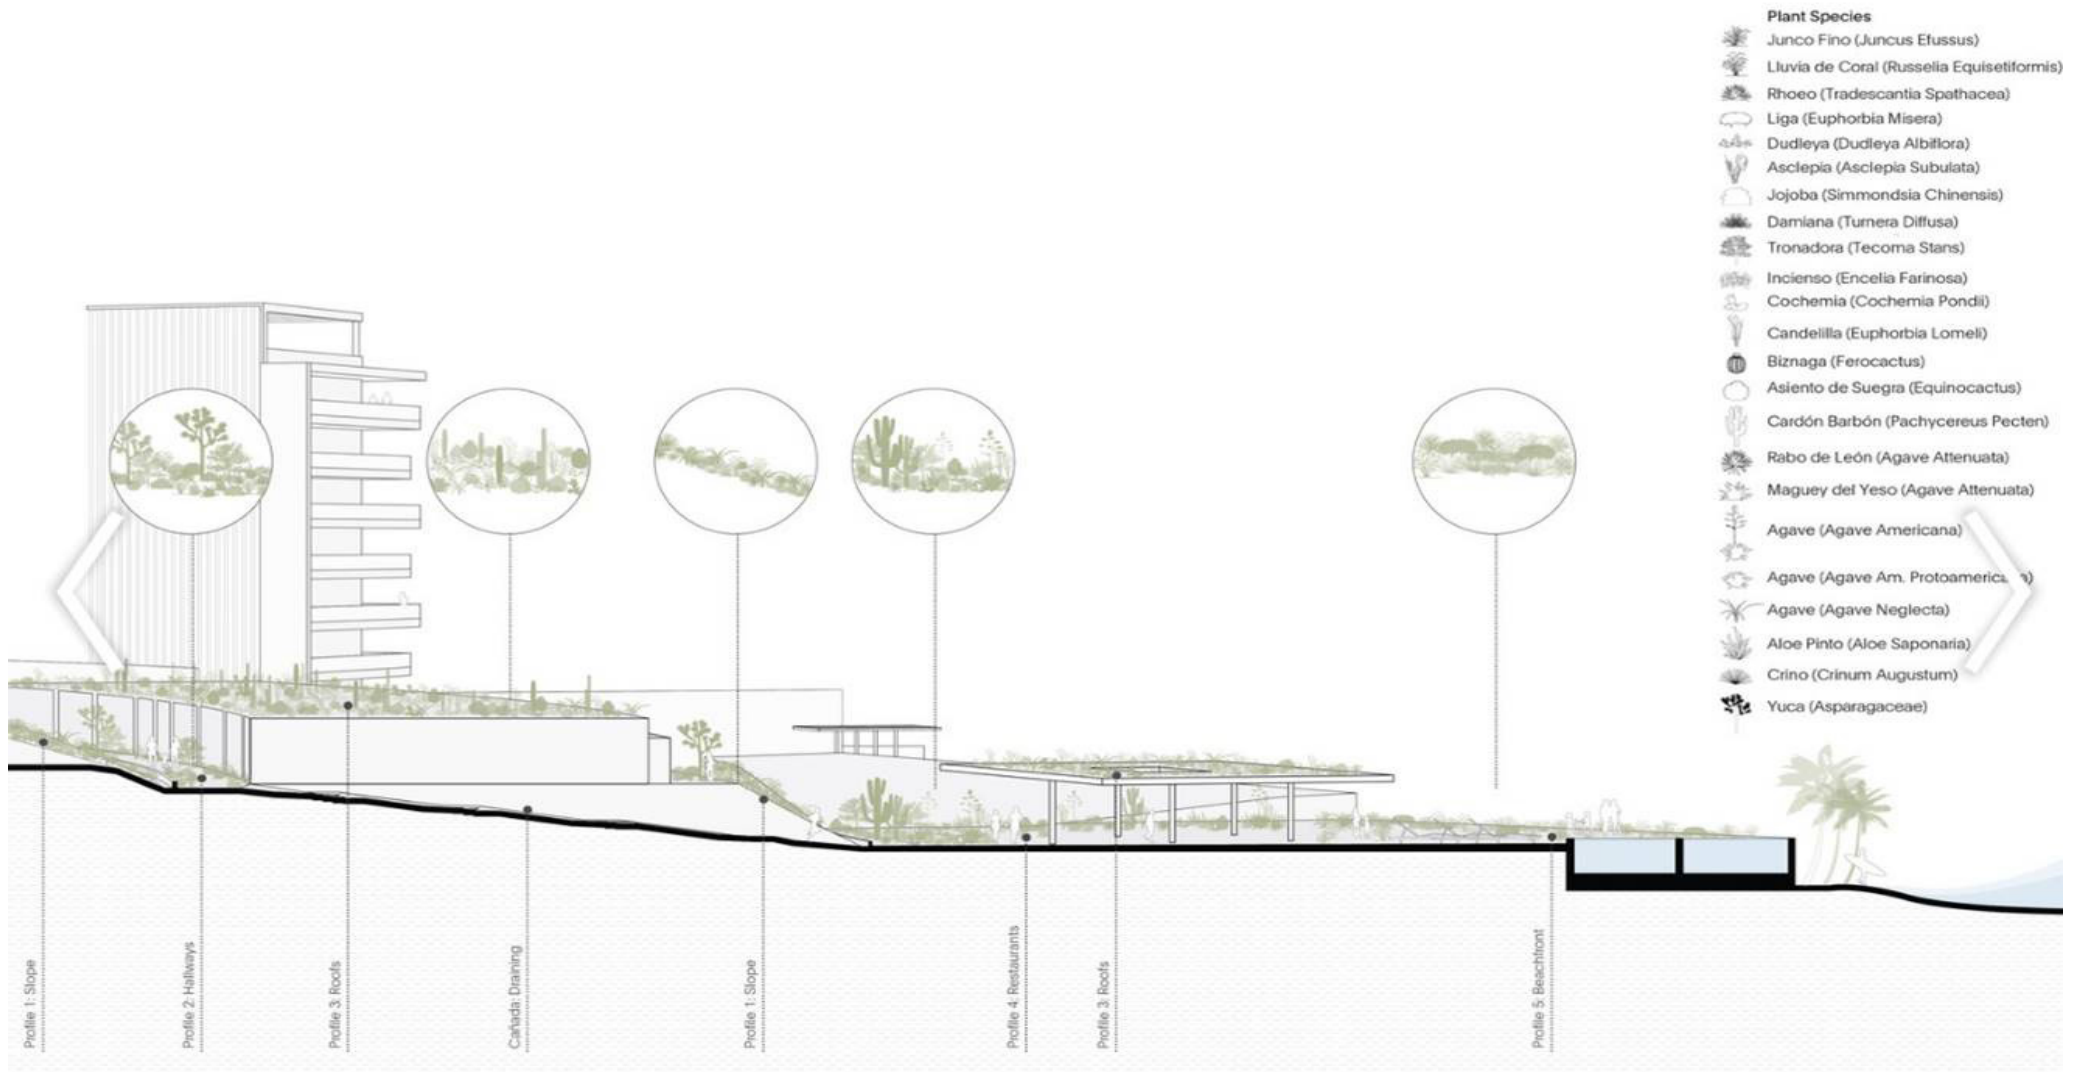 Plant Species
Junco Fino (Juncus Efussus)
Lluvia de Coral (Russelia Equisetiformis)
Rhoeo (Tradescantia Spathacea)
Liga (Euphorbia Misera)
Dudleya (Dudleya Albiflora)
Asclepia (Asclepia Subulata)
Jojoba (Simmondsia Chinensis)
Damiana (Turnera Diffusa)
Tronadora (Tecoma Stans)
Incienso (Encelia Farinosa)
Cochemia (Cochemia Pondii)
Candelilla (Euphorbia Lomeli)
Biznaga (Ferocactus)
Asiento de Suegra (Equinocactus)
Cardón Barbón (Pachycereus Pecten)
Rabo de León (Agave Attenuata)
Maguey del Yeso (Agave Attenuata)
Agave (Agave Americana)
Agave (Agave Am. Protoamericana)
Agave (Agave Neglecta)
Aloe Pinto (Aloe Saponaria)
Crino (Crinum Augustum)
Yuca (Asparagaceae)
Profile 1: Slope
Profile 2: Hallways
Profile 3: Roofs
Cañada: Draining
Profile 1: Slope
Profile 4: Restaurants
Profile 3: Roofs
Profile 5: Beachfront